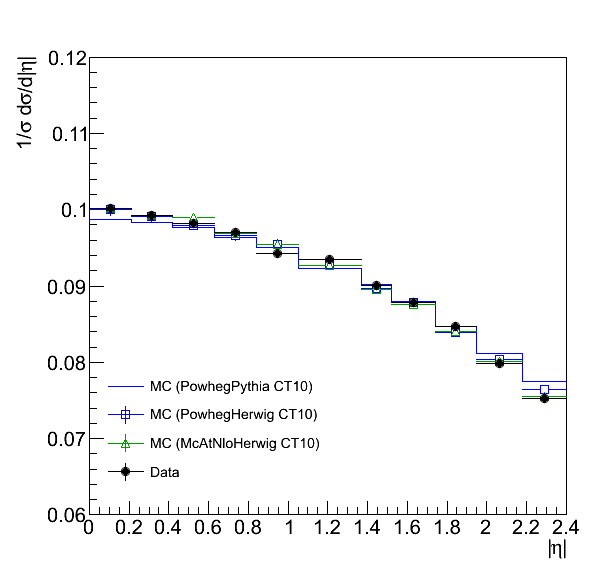 1/σ dσ/d|η|
0.12
0.11
0.1
0.09
0.08
0.07
0.06
MC (PowhegPythia CT10)
MC (PowhegHerwig CT10)
MC (McAtNloHerwig CT10)
Data
0 0.2 0.4 0.6 0.8 1 1.2 1.4 1.6 1.8 2 2.2 2.4
|η|